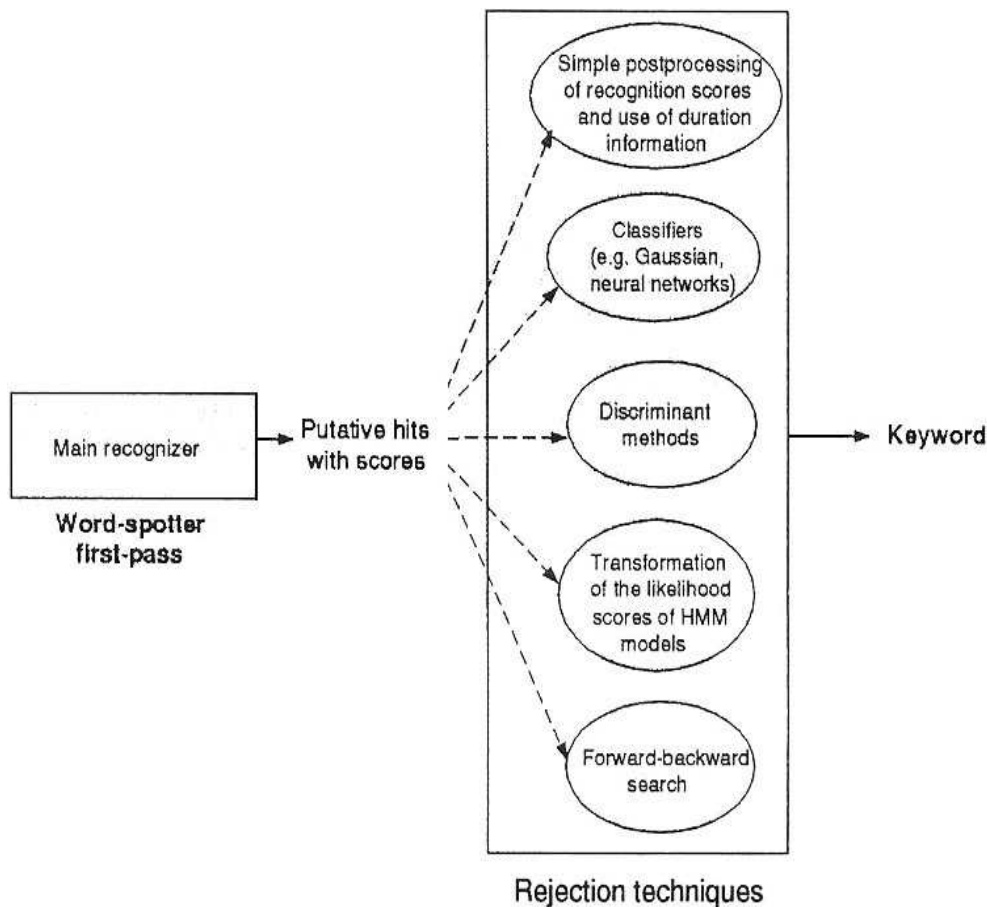 Simple postprocessing
of recognition scores
and use of duration
information
Classifiers
(e.g. Gaussian,
neural networks)
Main recognizer
Word-spotter
first-pass
Putative hits
with scores
Discriminant
methods
Keyword
Transformation
of the likelihood
scores of HMM
models
Forward-backward
search
Rejection techniques